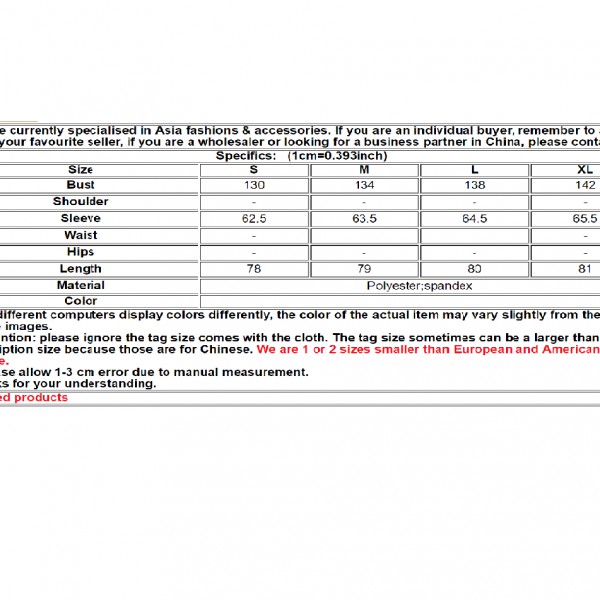 e currently specialised in Asia fashions & accessories. If you are an individual buyer, remember to a
your favourite seller, if you are a wholesaler or looking for a business partner in China, please conta
Specifics: (1cm=0.393inch)
Size S M L XL
Bust 130 134 138 142
Shoulder - - - -
Sleeve 62.5 63.5 64.5 65.5
Waist - - - -
Hips - - - -
Length 78 79 80 81
Material Polyester;spandex
Color
different computers display colors differently, the color of the actual item may vary slightly from the
e images.
ntion: please ignore the tag size comes with the cloth. The tag size sometimes can be a larger than
iption size because those are for Chinese. We are 1 or 2 sizes smaller than European and American
e.
se allow 1-3 cm error due to manual measurement.
ks for your understanding.
ed products